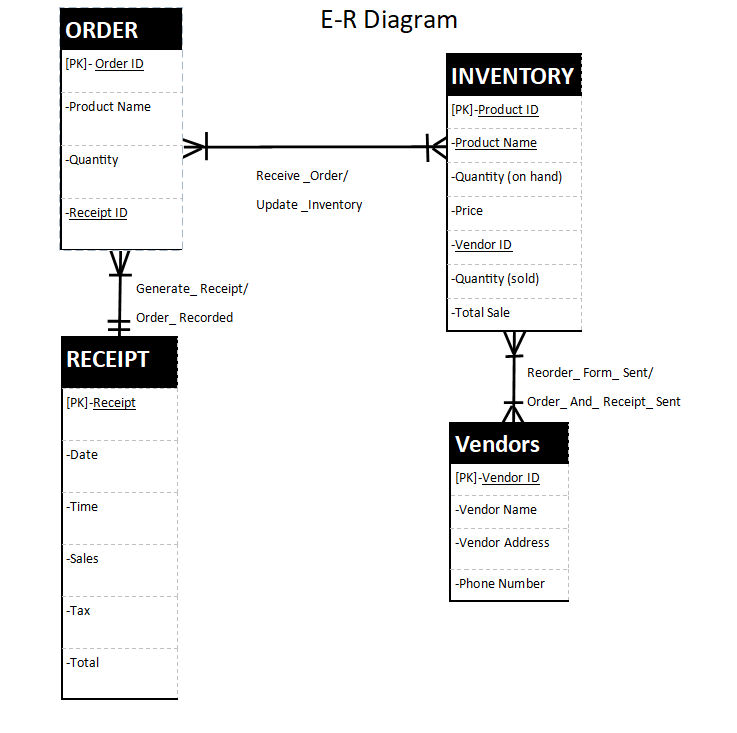 E-R Diagram
ORDER
[PK]- Order ID
-Product Name
-Quantity
-Receipt ID
Receive _Order/
Update _Inventory
INVENTORY
[PK]-Product ID
-Product Name
-Quantity (on hand)
-Price
-Vendor ID
-Quantity (sold)
-Total Sale
Generate_ Receipt/
Order_ Recorded
RECEIPT
[PK]-Receipt
-Date
-Time
-Sales
-Tax
-Total
Reorder_ Form_ Sent/
Order_ And_ Receipt_ Sent
Vendors
[PK]-Vendor ID
-Vendor Name
-Vendor Address
-Phone Number